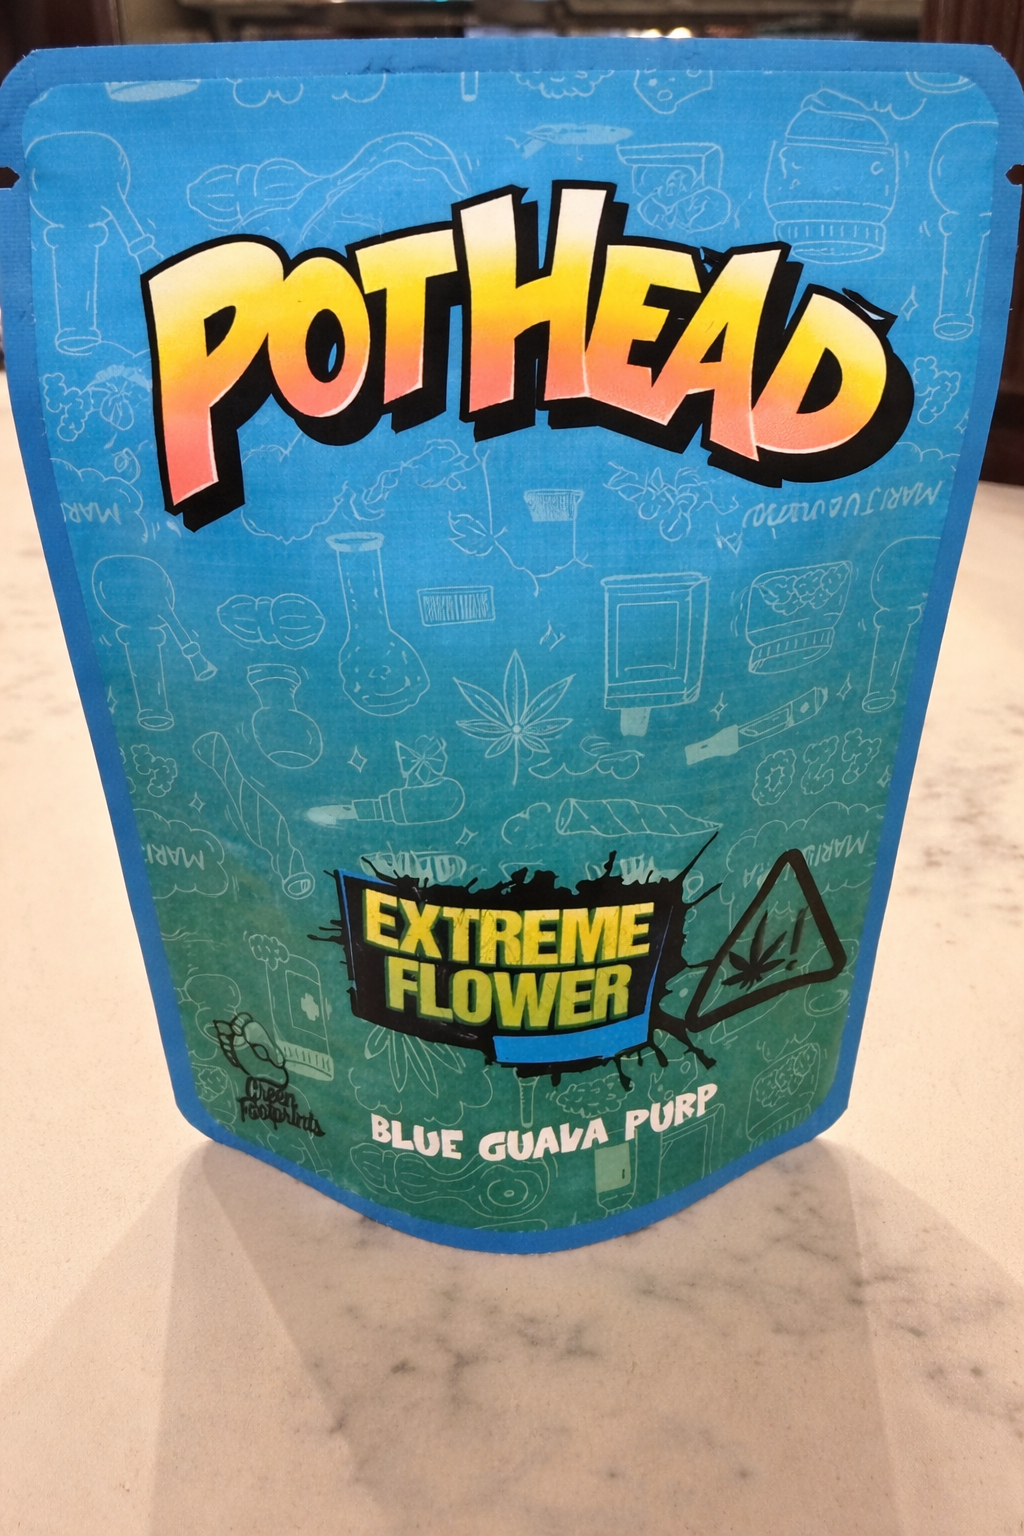 POTHEAD
EXTREME
FLOWER
!
BLUE GUAVA PURP
Green
Footprints